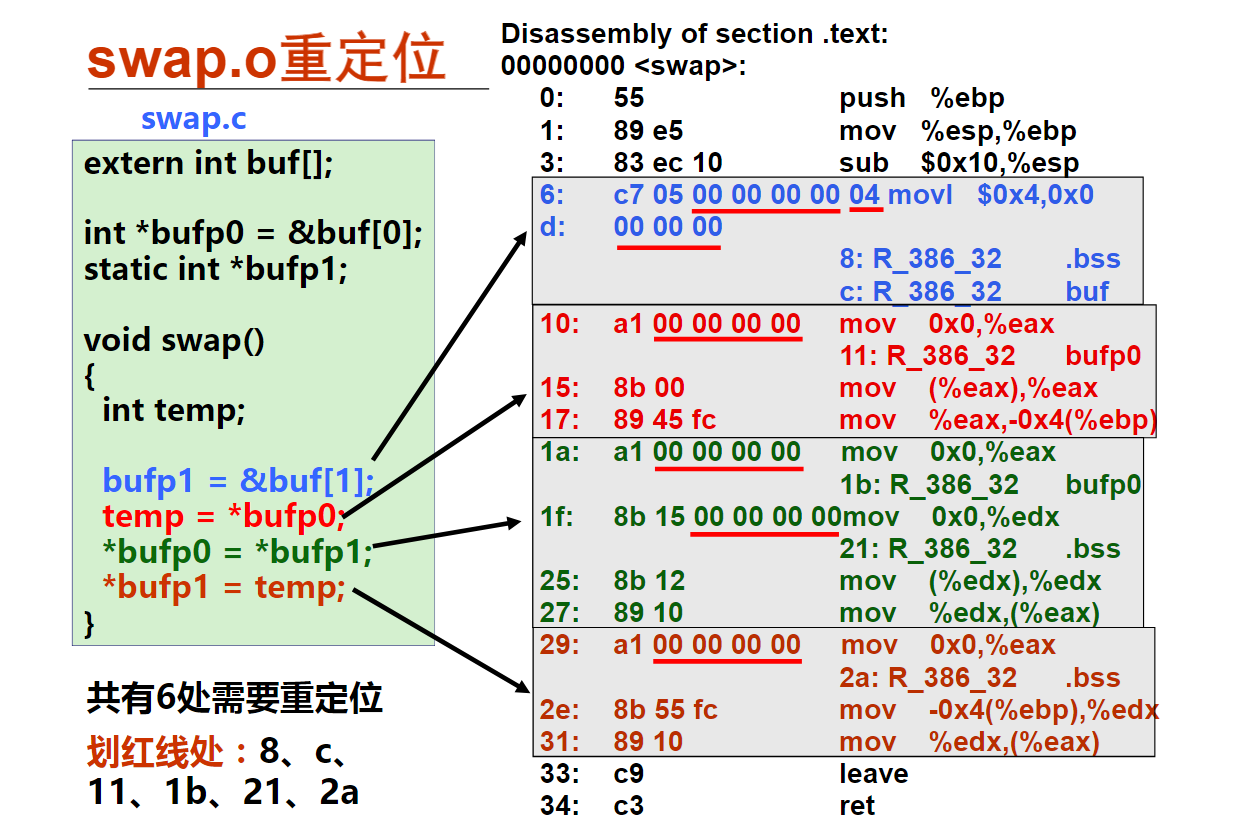 swap.o重定位
swap.c
extern int buf[];
int *bufp0 = &buf[0];
static int *bufp1;
void swap()
{
int temp;
bufp1 = &buf[1];
temp = *bufp0;
*bufp0 = *bufp1;
*bufp1 = temp;
}
共有6处需要重定位
划红线处：8、c、
11、1b、21、2a
Disassembly of section .text:
00000000 <swap>:
0: 55 push %ebp
1: 89 e5 mov %esp,%ebp
3: 83 ec 10 sub $0x10,%esp
6: c7 05 00 00 00 00 04 movl $0x4,0x0
d: 00 00 00
8: R_386_32 .bss
c: R_386_32 buf
10: a1 00 00 00 00 mov 0x0,%eax
11: R_386_32 bufp0
15: 8b 00 mov (%eax),%eax
17: 89 45 fc mov %eax,-0x4(%ebp)
1a: a1 00 00 00 00 mov 0x0,%eax
1b: R_386_32 bufp0
1f: 8b 15 00 00 00 00 mov 0x0,%edx
21: R_386_32 .bss
25: 8b 12 mov (%edx),%edx
27: 89 10 mov %edx,(%eax)
29: a1 00 00 00 00 mov 0x0,%eax
2a: R_386_32 .bss
2e: 8b 55 fc mov -0x4(%ebp),%edx
31: 89 10 mov %edx,(%eax)
33: c9 leave
34: c3 ret